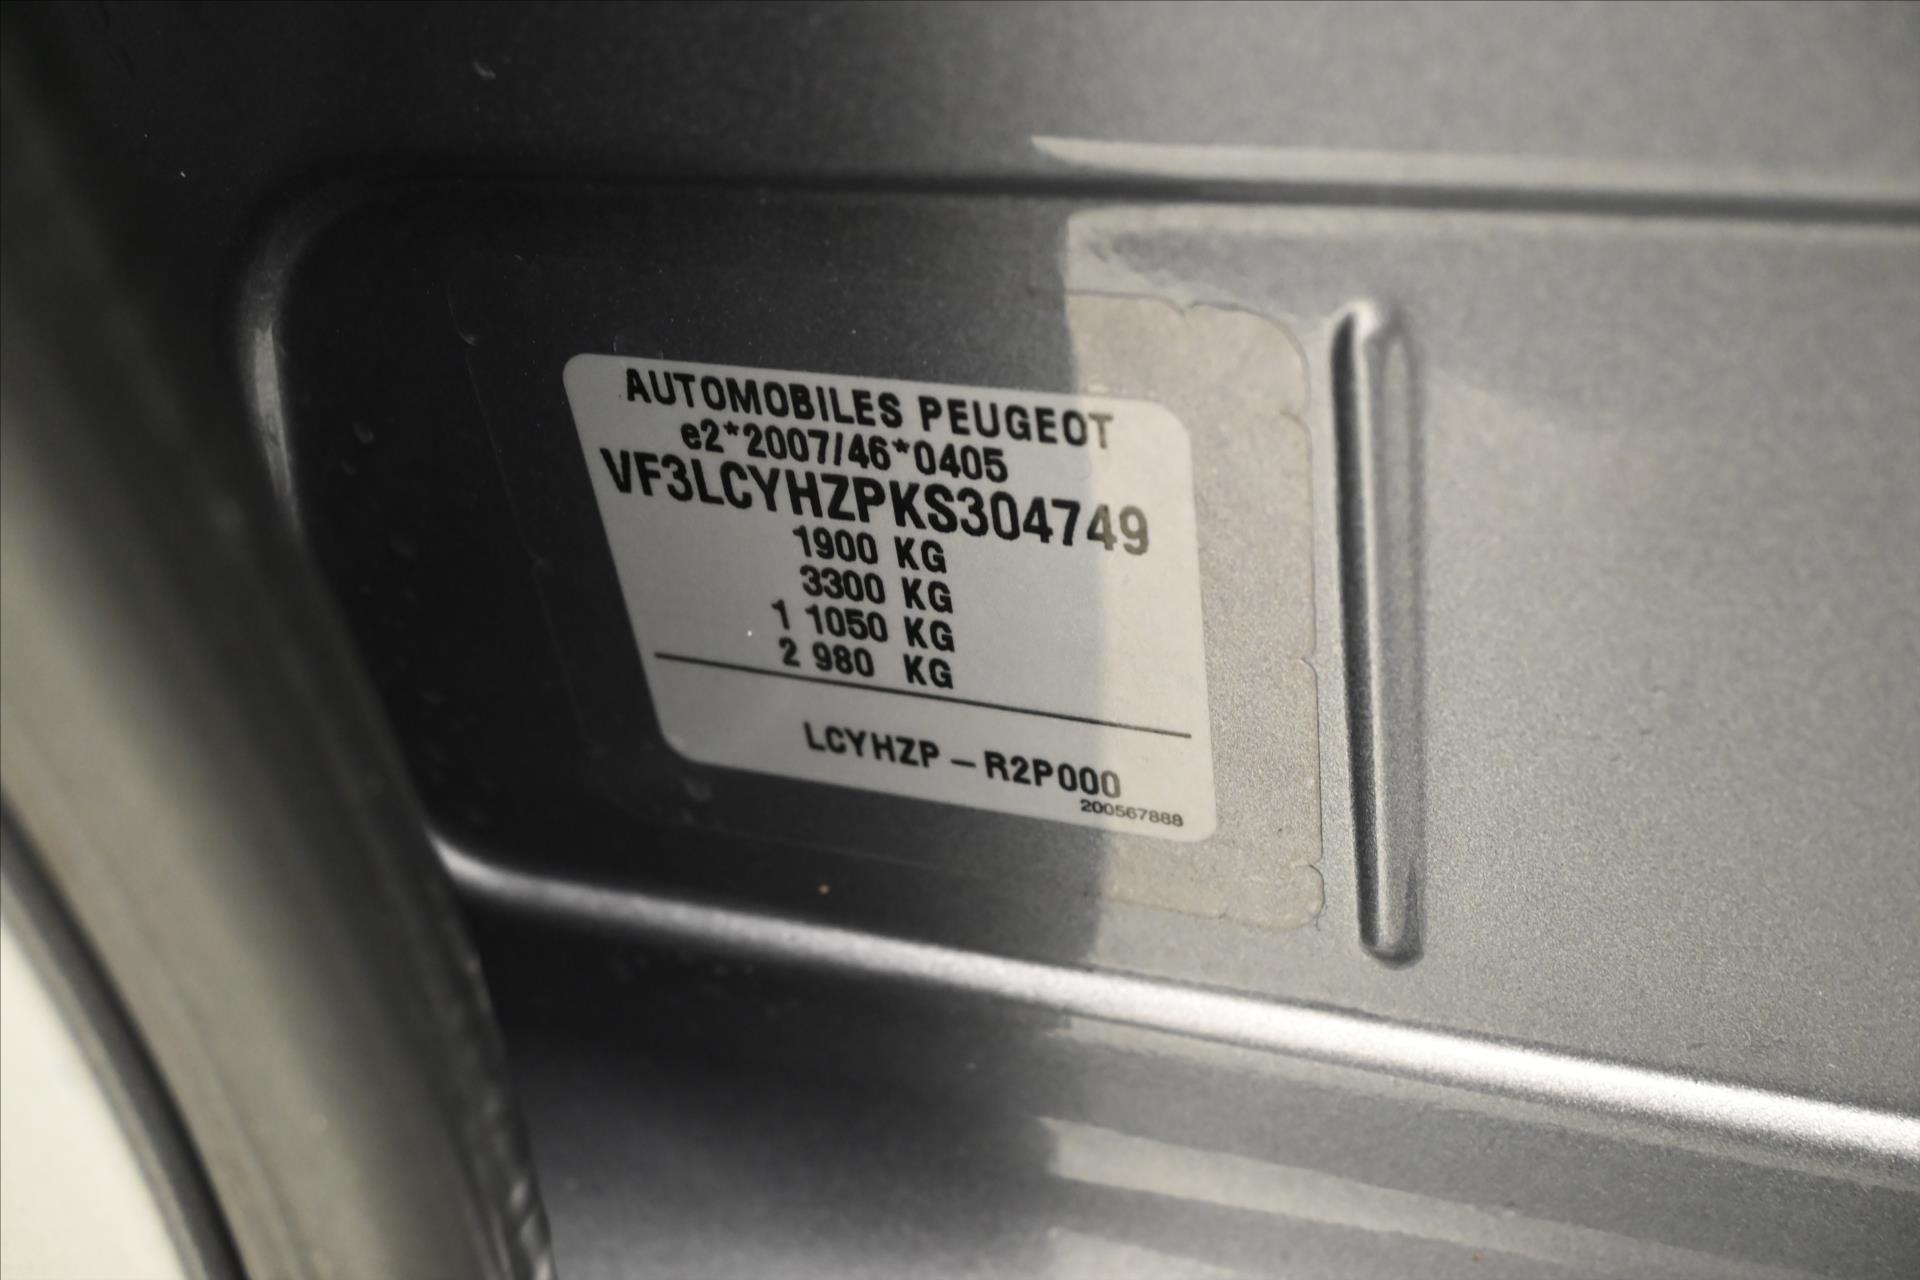 AUTOMOBILES PEUGEOT
e2*2007/46*0405
VF3LCYHZPKS304749
1900 KG
3300 KG
1 1050 KG
2 980 KG
LCYHZP – R2P000
200567888